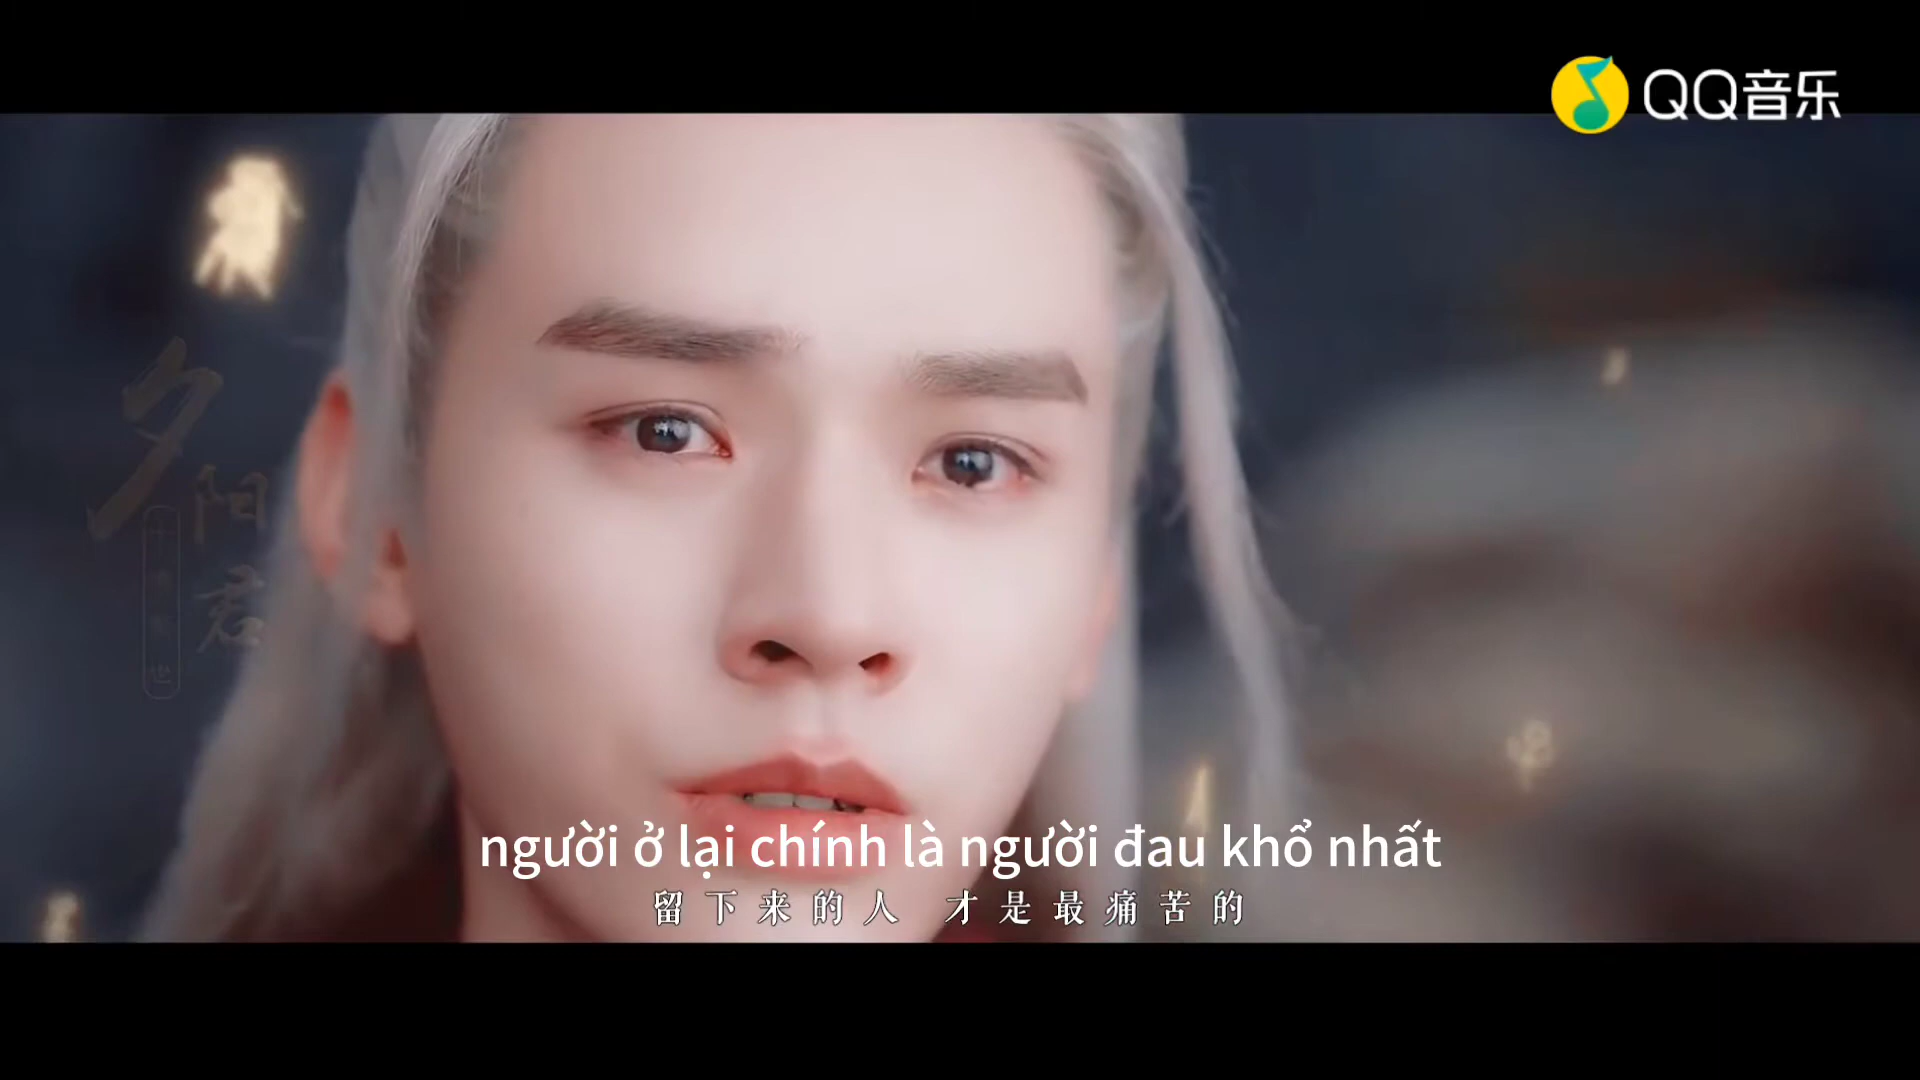 QQ音乐
夕阳君
người ở lại chính là người đau khổ nhất
留下来的人 才是最痛苦的